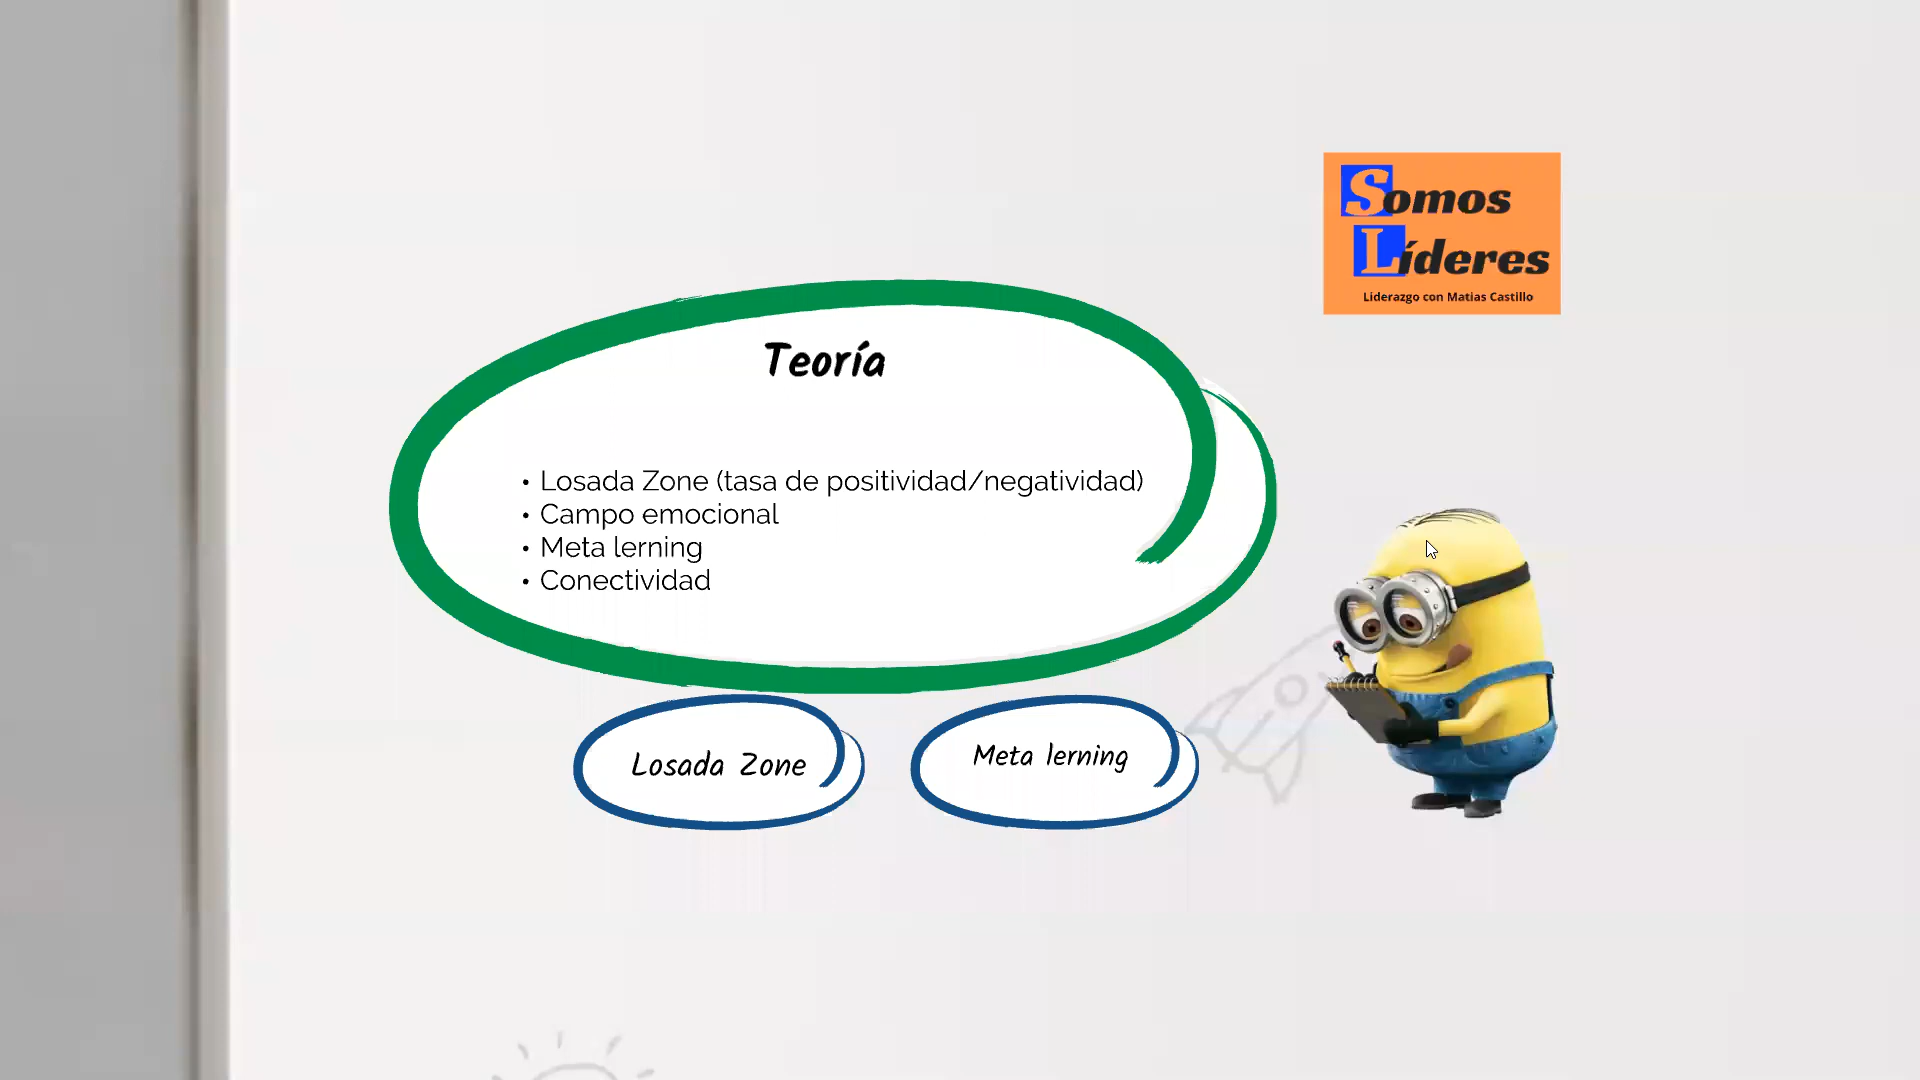 Somos
Líderes
Liderazgo con Matias Castillo
Teoría
• Losada Zone (tasa de positividad/negatividad)
• Campo emocional
• Meta lerning
• Conectividad
Losada Zone
Meta lerning